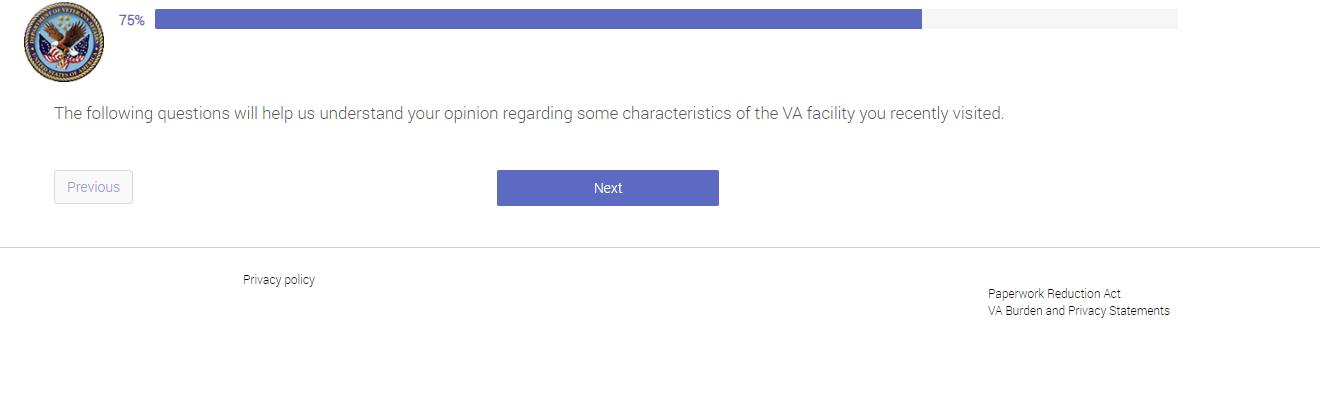 75%
The following questions will help us understand your opinion regarding some characteristics of the VA facility you recently visited.
Previous
Next
Privacy policy
Paperwork Reduction Act
VA Burden and Privacy Statements